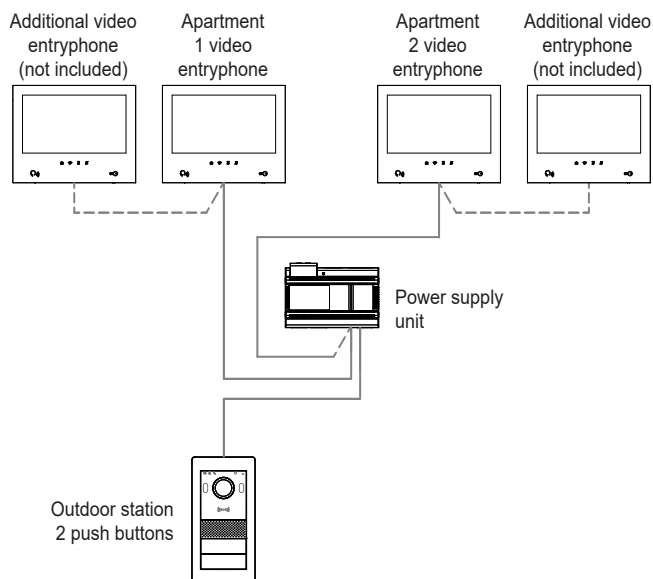 Additional video
entryphone
(not included)
Apartment
1 video
entryphone
Apartment
2 video
entryphone
Additional video
entryphone
(not included)
Power supply
unit
Outdoor station
2 push buttons